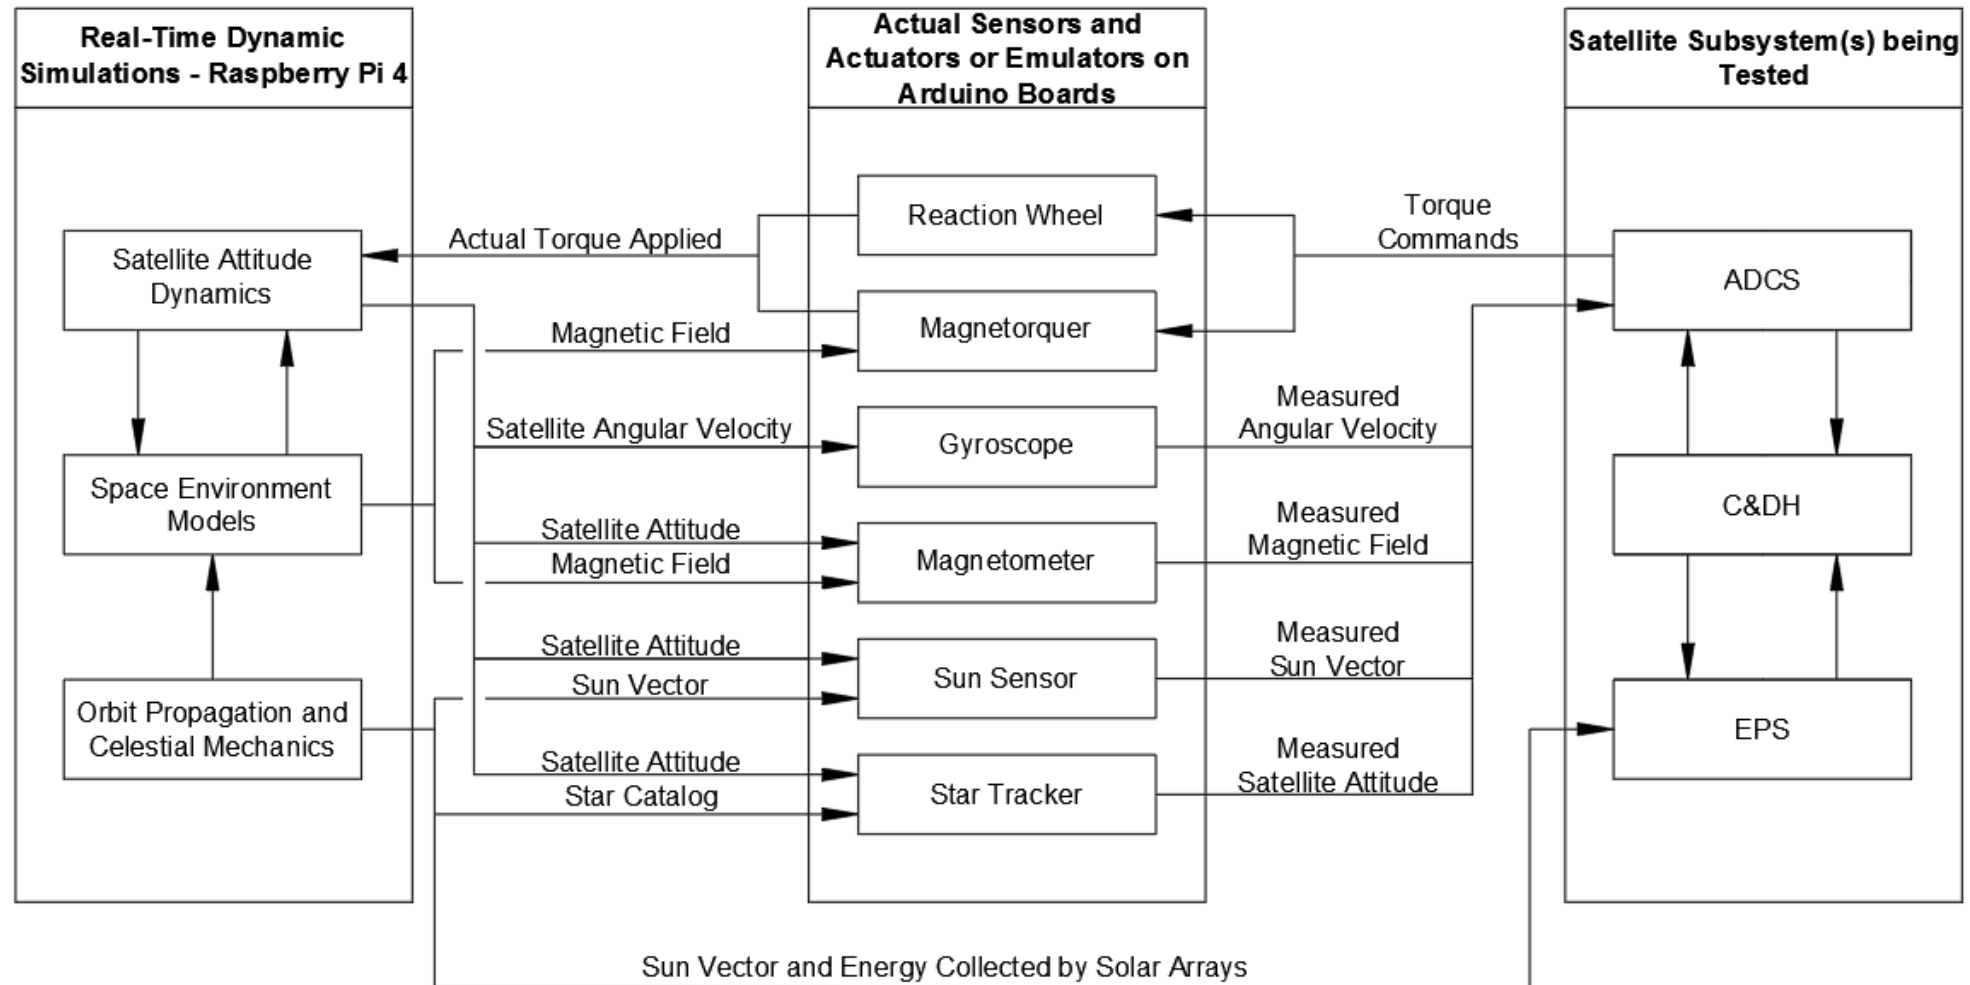 Real-Time Dynamic
Simulations - Raspberry Pi 4
Actual Sensors and
Actuators or Emulators on
Arduino Boards
Satellite Subsystem(s) being
Tested
Satellite Attitude
Dynamics
Space Environment
Models
Orbit Propagation and
Celestial Mechanics
Actual Torque Applied
Magnetic Field
Satellite Angular Velocity
Satellite Attitude
Magnetic Field
Satellite Attitude
Sun Vector
Satellite Attitude
Star Catalog
Reaction Wheel
Magnetorquer
Gyroscope
Magnetometer
Sun Sensor
Star Tracker
Torque
Commands
Measured
Angular Velocity
Measured
Magnetic Field
Measured
Sun Vector
Measured
Satellite Attitude
ADCS
C&DH
EPS
Sun Vector and Energy Collected by Solar Arrays